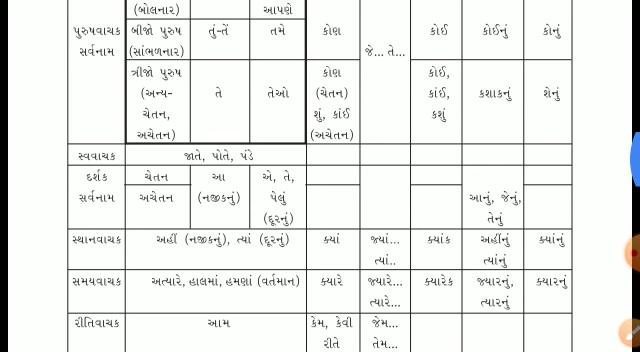 (બોલનાર) આપણે
પુરુષવાચક બીજો પુરુષ તું-તેં તમે કોણ કોઈ કોઈનું કોનું
સર્વનામ (સાંભળનાર) જે... તે...
ત્રીજો પુરુષ કોણ કોઈ,
(અન્ય- તે તેઓ (ચેતન) કાંઈ, કશાકનું શેનું
ચેતન, શું, કાંઈ કશું
અચેતન) (અચેતન)
સ્વવાચક જાતે, પોતે, પંડે
દર્શક ચેતન આ એ, તે,
સર્વનામ અચેતન (નજીકનું) પેલું આનું, જેનું,
(દૂરનું) તેનું
સ્થાનવાચક અહીં (નજીકનું), ત્યાં (દૂરનું) ક્યાં જ્યાં... ક્યાંક અહીંનું ક્યાંનું
ત્યાં.. ત્યાંનું
સમયવાચક અત્યારે, હાલમાં, હમણાં (વર્તમાન) ક્યારે જ્યારે... ક્યારેક જ્યારનું, ક્યારનું
ત્યારે... ત્યારનું
રીતિવાચક આમ કેમ, કેવી જેમ...
રીતે તેમ...